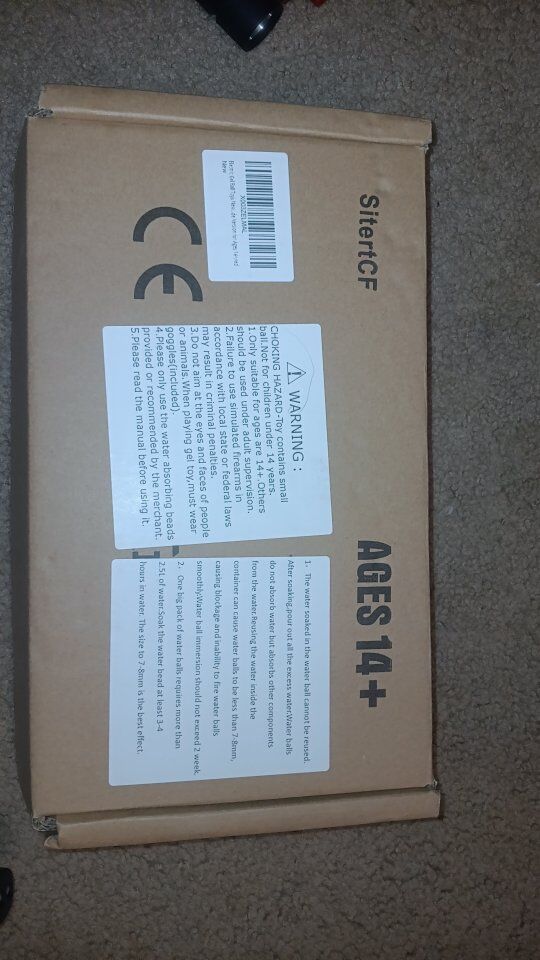 SitertCF
AGES 14+
X003ZELMAL
New
CE
WARNING :
CHOKING HAZARD-Toy contains small
ball.Not for children under 14 years.
1.Only suitable for ages are 14+.Others
should be used under adult supervision.
2.Failure to use simulated firearms in
accordance with local state or federal laws
may result in criminal penalties.
3.Do not aim at the eyes and faces of people
or animals.When playing gel toy,must wear
goggles(included).
4.Please only use the water absorbing beads
provided or recommended by the merchant.
5.Please read the manual before using it.
1、The water soaked in the water ball cannot be reused.
After soaking,pour out all the excess water.Water balls
do not absorb water but absorbs other components
from the water.Reusing the water inside the
container can cause water balls to be less than 7-8mm,
causing blockage and inability to fire water balls
smoothly.Water ball immersion should not exceed 2 week.
2、One big pack of water balls requires more than
2.5L of water.Soak the water bead at least 3-4
hours in water. The size to 7-8mm is the best effect.